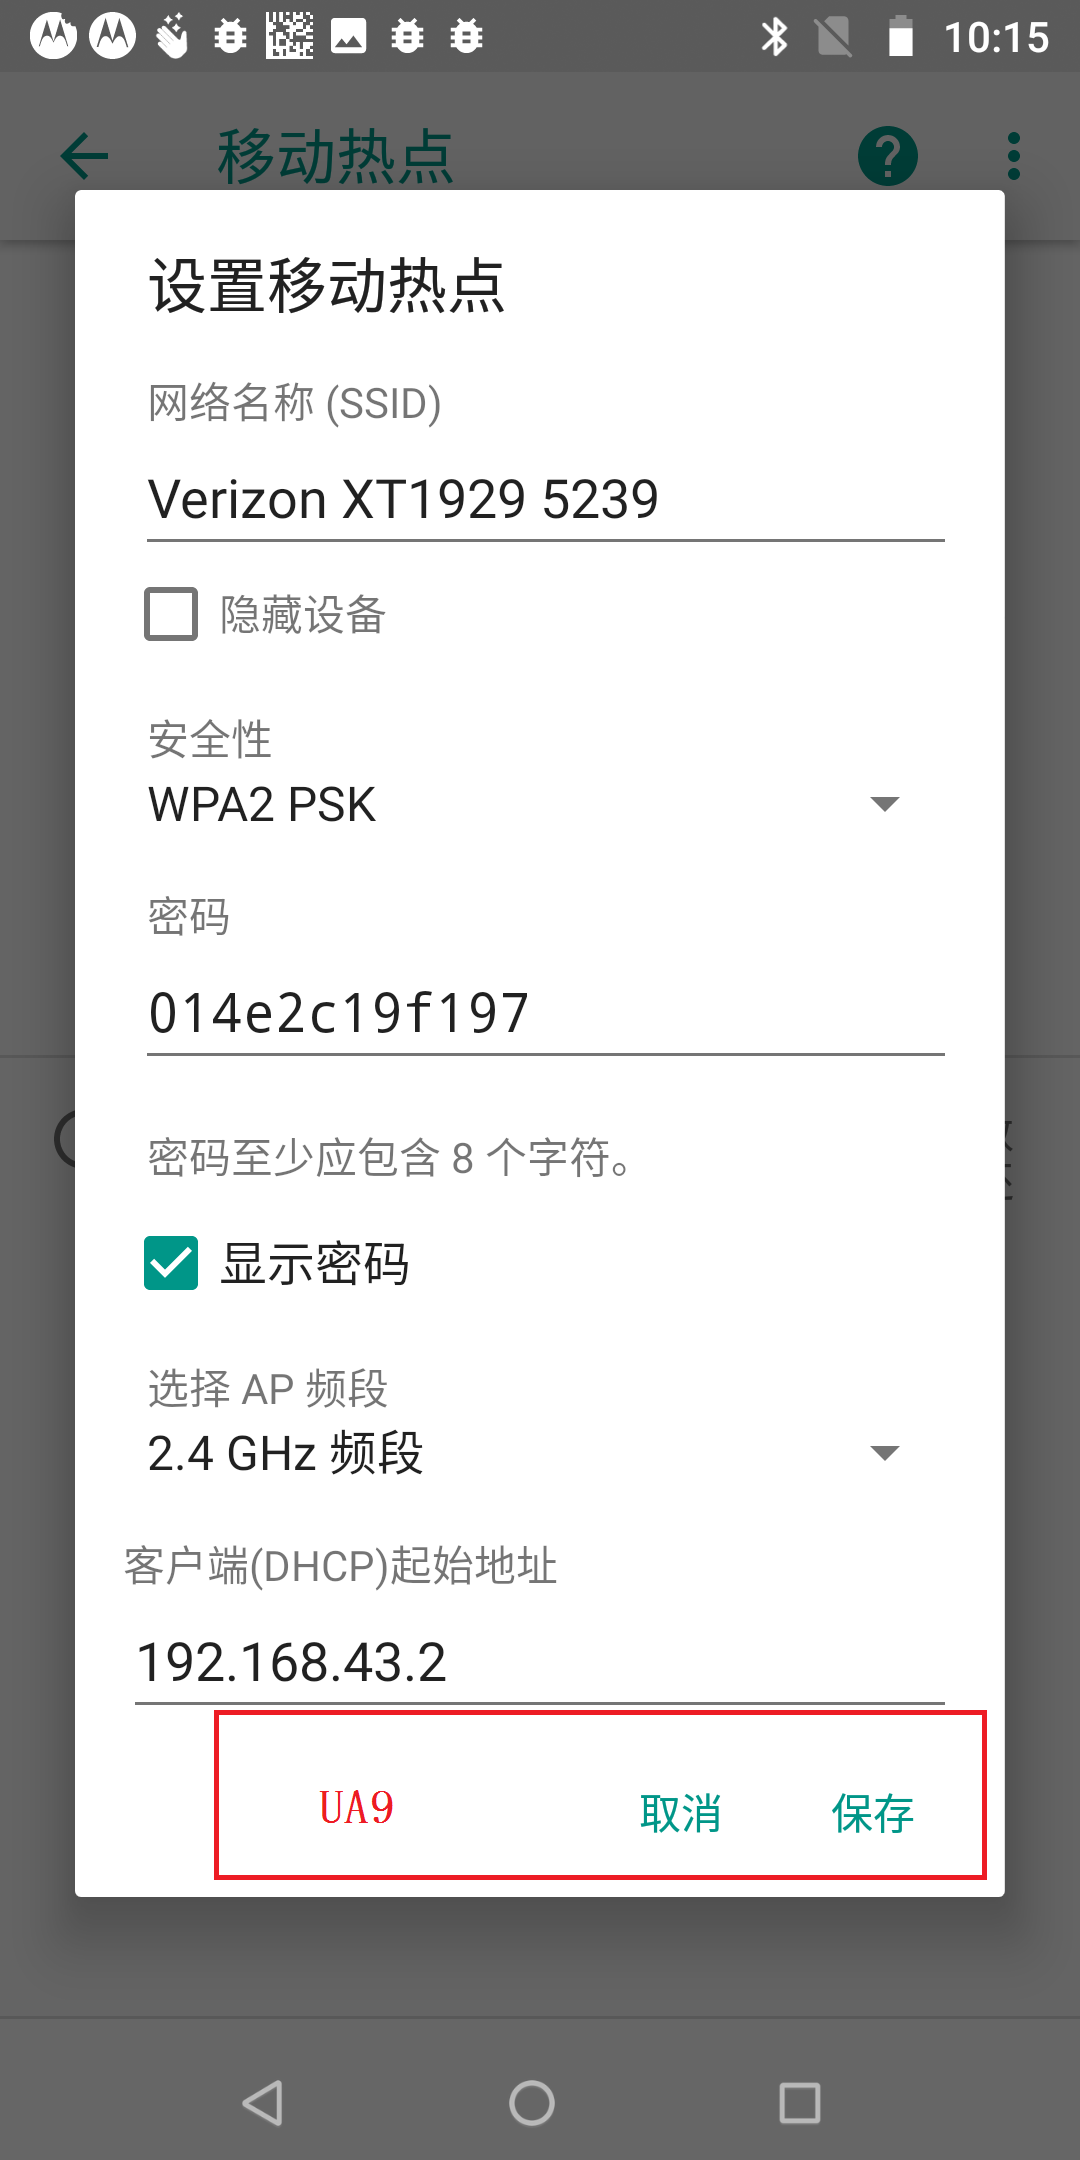 10:15
移动热点
设置移动热点
网络名称 (SSID)
Verizon XT1929 5239
隐藏设备
安全性
WPA2 PSK
密码
014e2c19f197
密码至少应包含 8 个字符。
显示密码
选择 AP 频段
2.4 GHz 频段
客户端(DHCP)起始地址
192.168.43.2
UA9 取消 保存